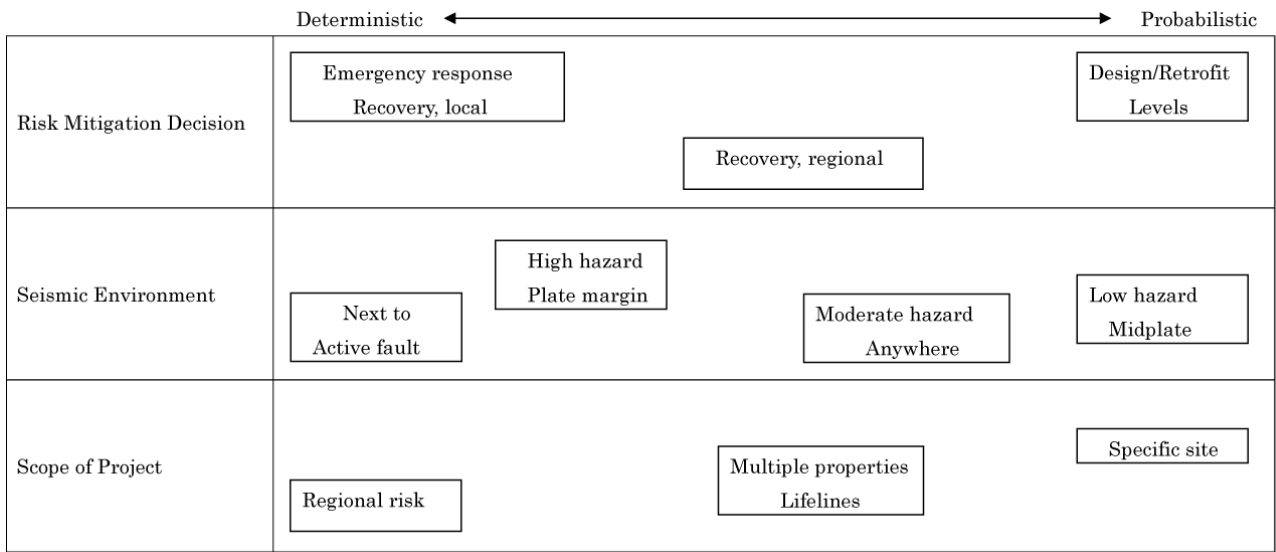 Deterministic
Probabilistic
Risk Mitigation Decision
Emergency response
Recovery, local
Recovery, regional
Design/Retrofit
Levels
Seismic Environment
Next to
Active fault
High hazard
Plate margin
Moderate hazard
Anywhere
Low hazard
Midplate
Scope of Project
Regional risk
Multiple properties
Lifelines
Specific site